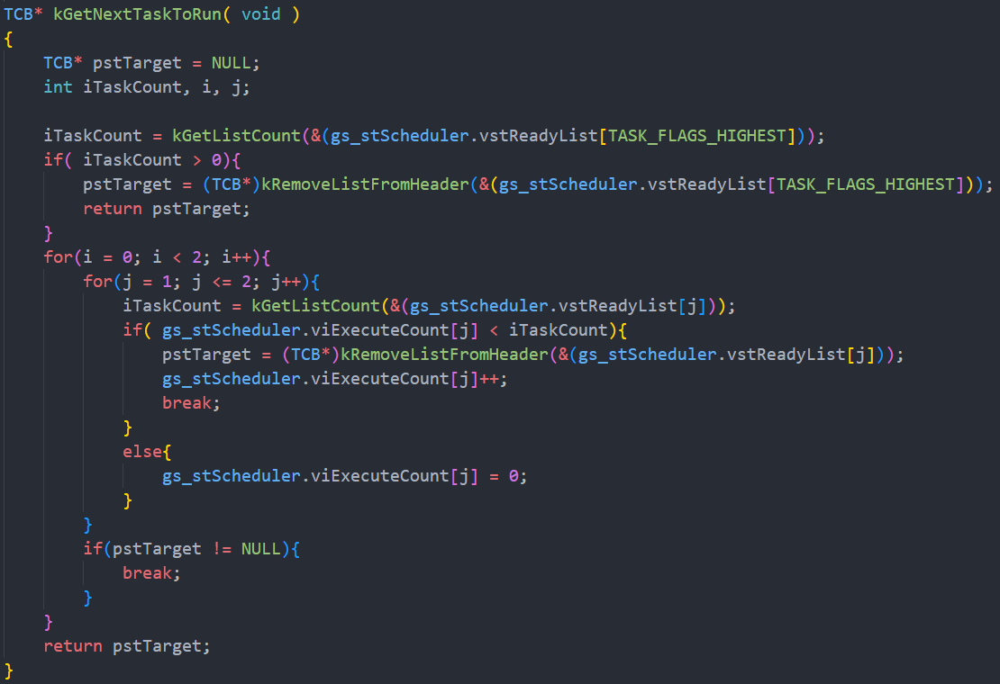 TCB* kGetNextTaskToRun( void )
{
    TCB* pstTarget = NULL;
    int iTaskCount, i, j;

    iTaskCount = kGetListCount(&(gs_stScheduler.vstReadyList[TASK_FLAGS_HIGHEST]));
    if( iTaskCount > 0){
        pstTarget = (TCB*)kRemoveListFromHeader(&(gs_stScheduler.vstReadyList[TASK_FLAGS_HIGHEST]));
        return pstTarget;
    }
    for(i = 0; i < 2; i++){
        for(j = 1; j <= 2; j++){
            iTaskCount = kGetListCount(&(gs_stScheduler.vstReadyList[j]));
            if( gs_stScheduler.viExecuteCount[j] < iTaskCount){
                pstTarget = (TCB*)kRemoveListFromHeader(&(gs_stScheduler.vstReadyList[j]));
                gs_stScheduler.viExecuteCount[j]++;
                break;
            }
            else{
                gs_stScheduler.viExecuteCount[j] = 0;
            }
        }
        if(pstTarget != NULL){
            break;
        }
    }
    return pstTarget;
}